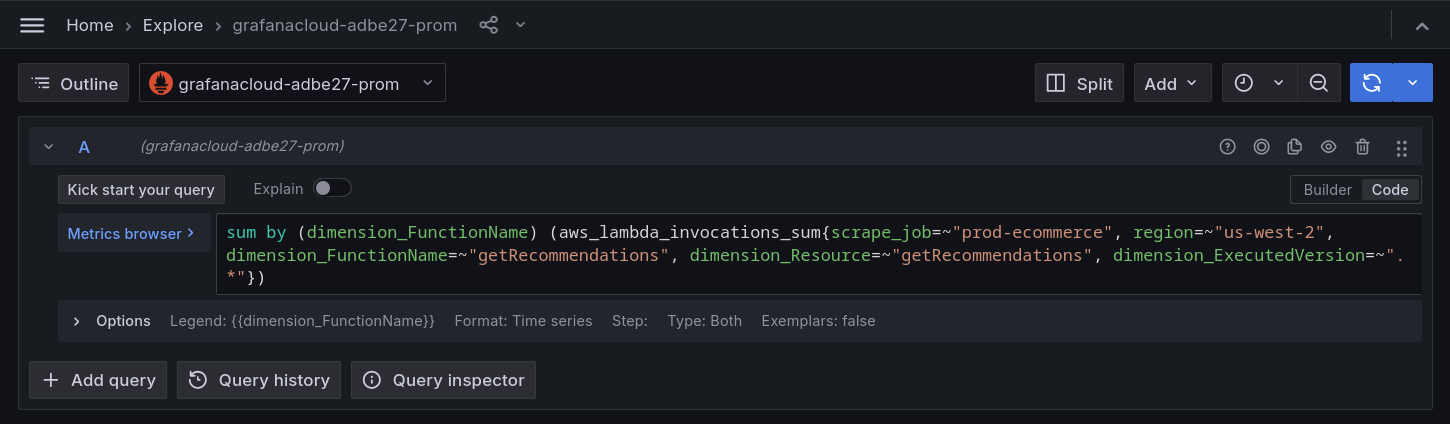 Home › Explore › grafanacloud-adbe27-prom
Outline grafanacloud-adbe27-prom Split Add
A (grafanacloud-adbe27-prom)
Kick start your query Explain Builder Code
Metrics browser > sum by (dimension_FunctionName) (aws_lambda_invocations_sum{scrape_job=~"prod-ecommerce", region=~"us-west-2",
dimension_FunctionName=~"getRecommendations", dimension_Resource=~"getRecommendations", dimension_ExecutedVersion=~".
*"})
Options Legend: {{dimension_FunctionName}} Format: Time series Step: Type: Both Exemplars: false
+ Add query Query history Query inspector